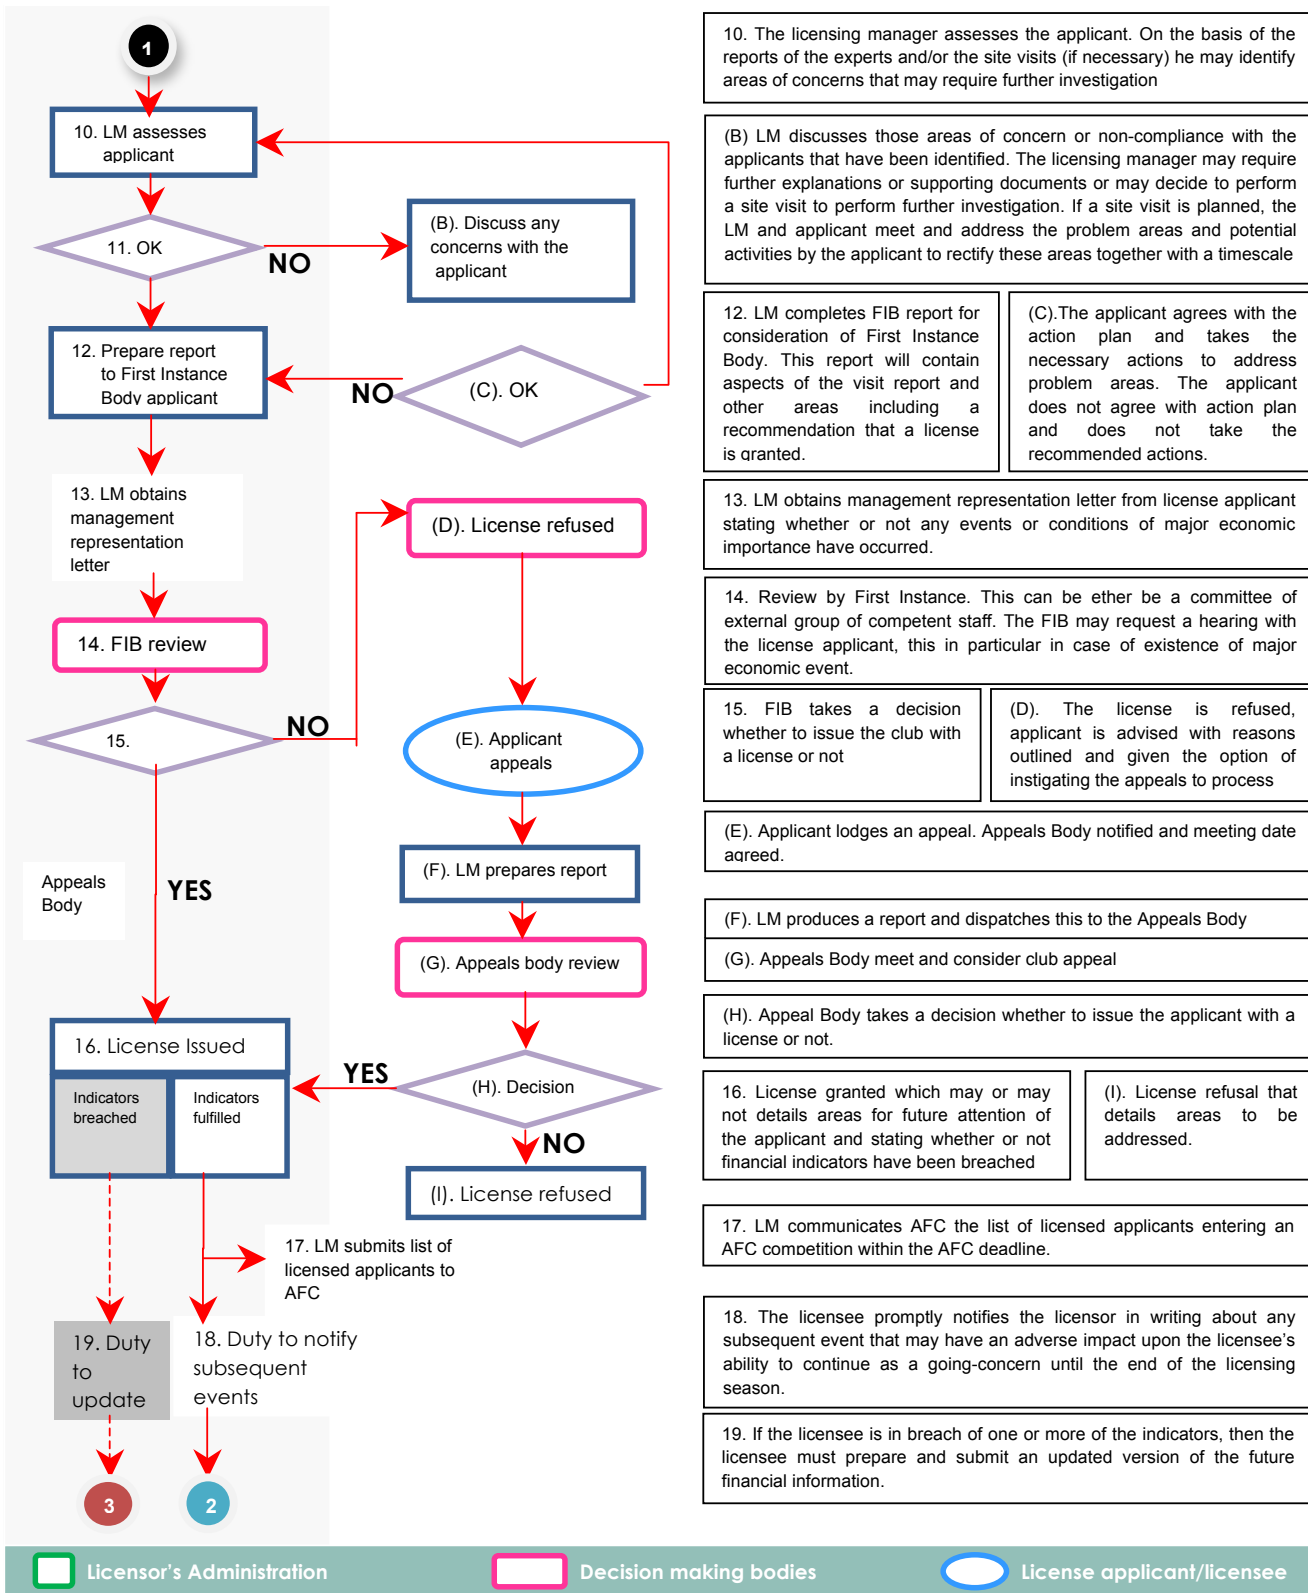 1
10. LM assesses
applicant
11. OK
NO
(B). Discuss any
concerns with the
applicant
12. Prepare report
to First Instance
Body applicant
NO
(C). OK
13. LM obtains
management
representation
letter
(D). License refused
14. FIB review
15.
NO
(E). Applicant
appeals
Appeals
Body
YES
(F). LM prepares report
(G). Appeals body review
16. License Issued
Indicators
breached
Indicators
fulfilled
YES
(H). Decision
NO
(I). License refused
17. LM submits list of
licensed applicants to
AFC
19. Duty
to
update
18. Duty to notify
subsequent
events
3
2
10. The licensing manager assesses the applicant. On the basis of the
reports of the experts and/or the site visits (if necessary) he may identify
areas of concerns that may require further investigation
(B) LM discusses those areas of concern or non-compliance with the
applicants that have been identified. The licensing manager may require
further explanations or supporting documents or may decide to perform
a site visit to perform further investigation. If a site visit is planned, the
LM and applicant meet and address the problem areas and potential
activities by the applicant to rectify these areas together with a timescale
12. LM completes FIB report for
consideration of First Instance
Body. This report will contain
aspects of the visit report and
other areas including a
recommendation that a license
is granted.
(C).The applicant agrees with the
action plan and takes the
necessary actions to address
problem areas. The applicant
does not agree with action plan
and does not take the
recommended actions.
13. LM obtains management representation letter from license applicant
stating whether or not any events or conditions of major economic
importance have occurred.
14. Review by First Instance. This can be ether be a committee of
external group of competent staff. The FIB may request a hearing with
the license applicant, this in particular in case of existence of major
economic event.
15. FIB takes a decision
whether to issue the club with
a license or not
(D). The license is refused,
applicant is advised with reasons
outlined and given the option of
instigating the appeals to process
(E). Applicant lodges an appeal. Appeals Body notified and meeting date
agreed.
(F). LM produces a report and dispatches this to the Appeals Body
(G). Appeals Body meet and consider club appeal
(H). Appeal Body takes a decision whether to issue the applicant with a
license or not.
16. License granted which may or may
not details areas for future attention of
the applicant and stating whether or not
financial indicators have been breached
(I). License refusal that
details areas to be
addressed.
17. LM communicates AFC the list of licensed applicants entering an
AFC competition within the AFC deadline.
18. The licensee promptly notifies the licensor in writing about any
subsequent event that may have an adverse impact upon the licensee's
ability to continue as a going-concern until the end of the licensing
season.
19. If the licensee is in breach of one or more of the indicators, then the
licensee must prepare and submit an updated version of the future
financial information.
Licensor's Administration
Decision making bodies
License applicant/licensee